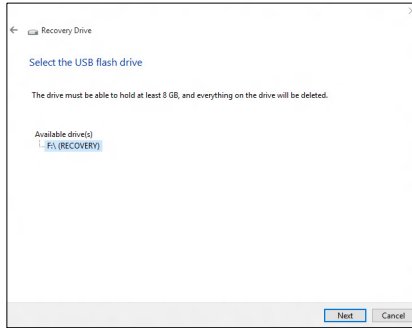 Recovery Drive
Select the USB flash drive
The drive must be able to hold at least 8 GB, and everything on the drive will be deleted.
Available drive(s)
F:\ (RECOVERY)
Next Cancel